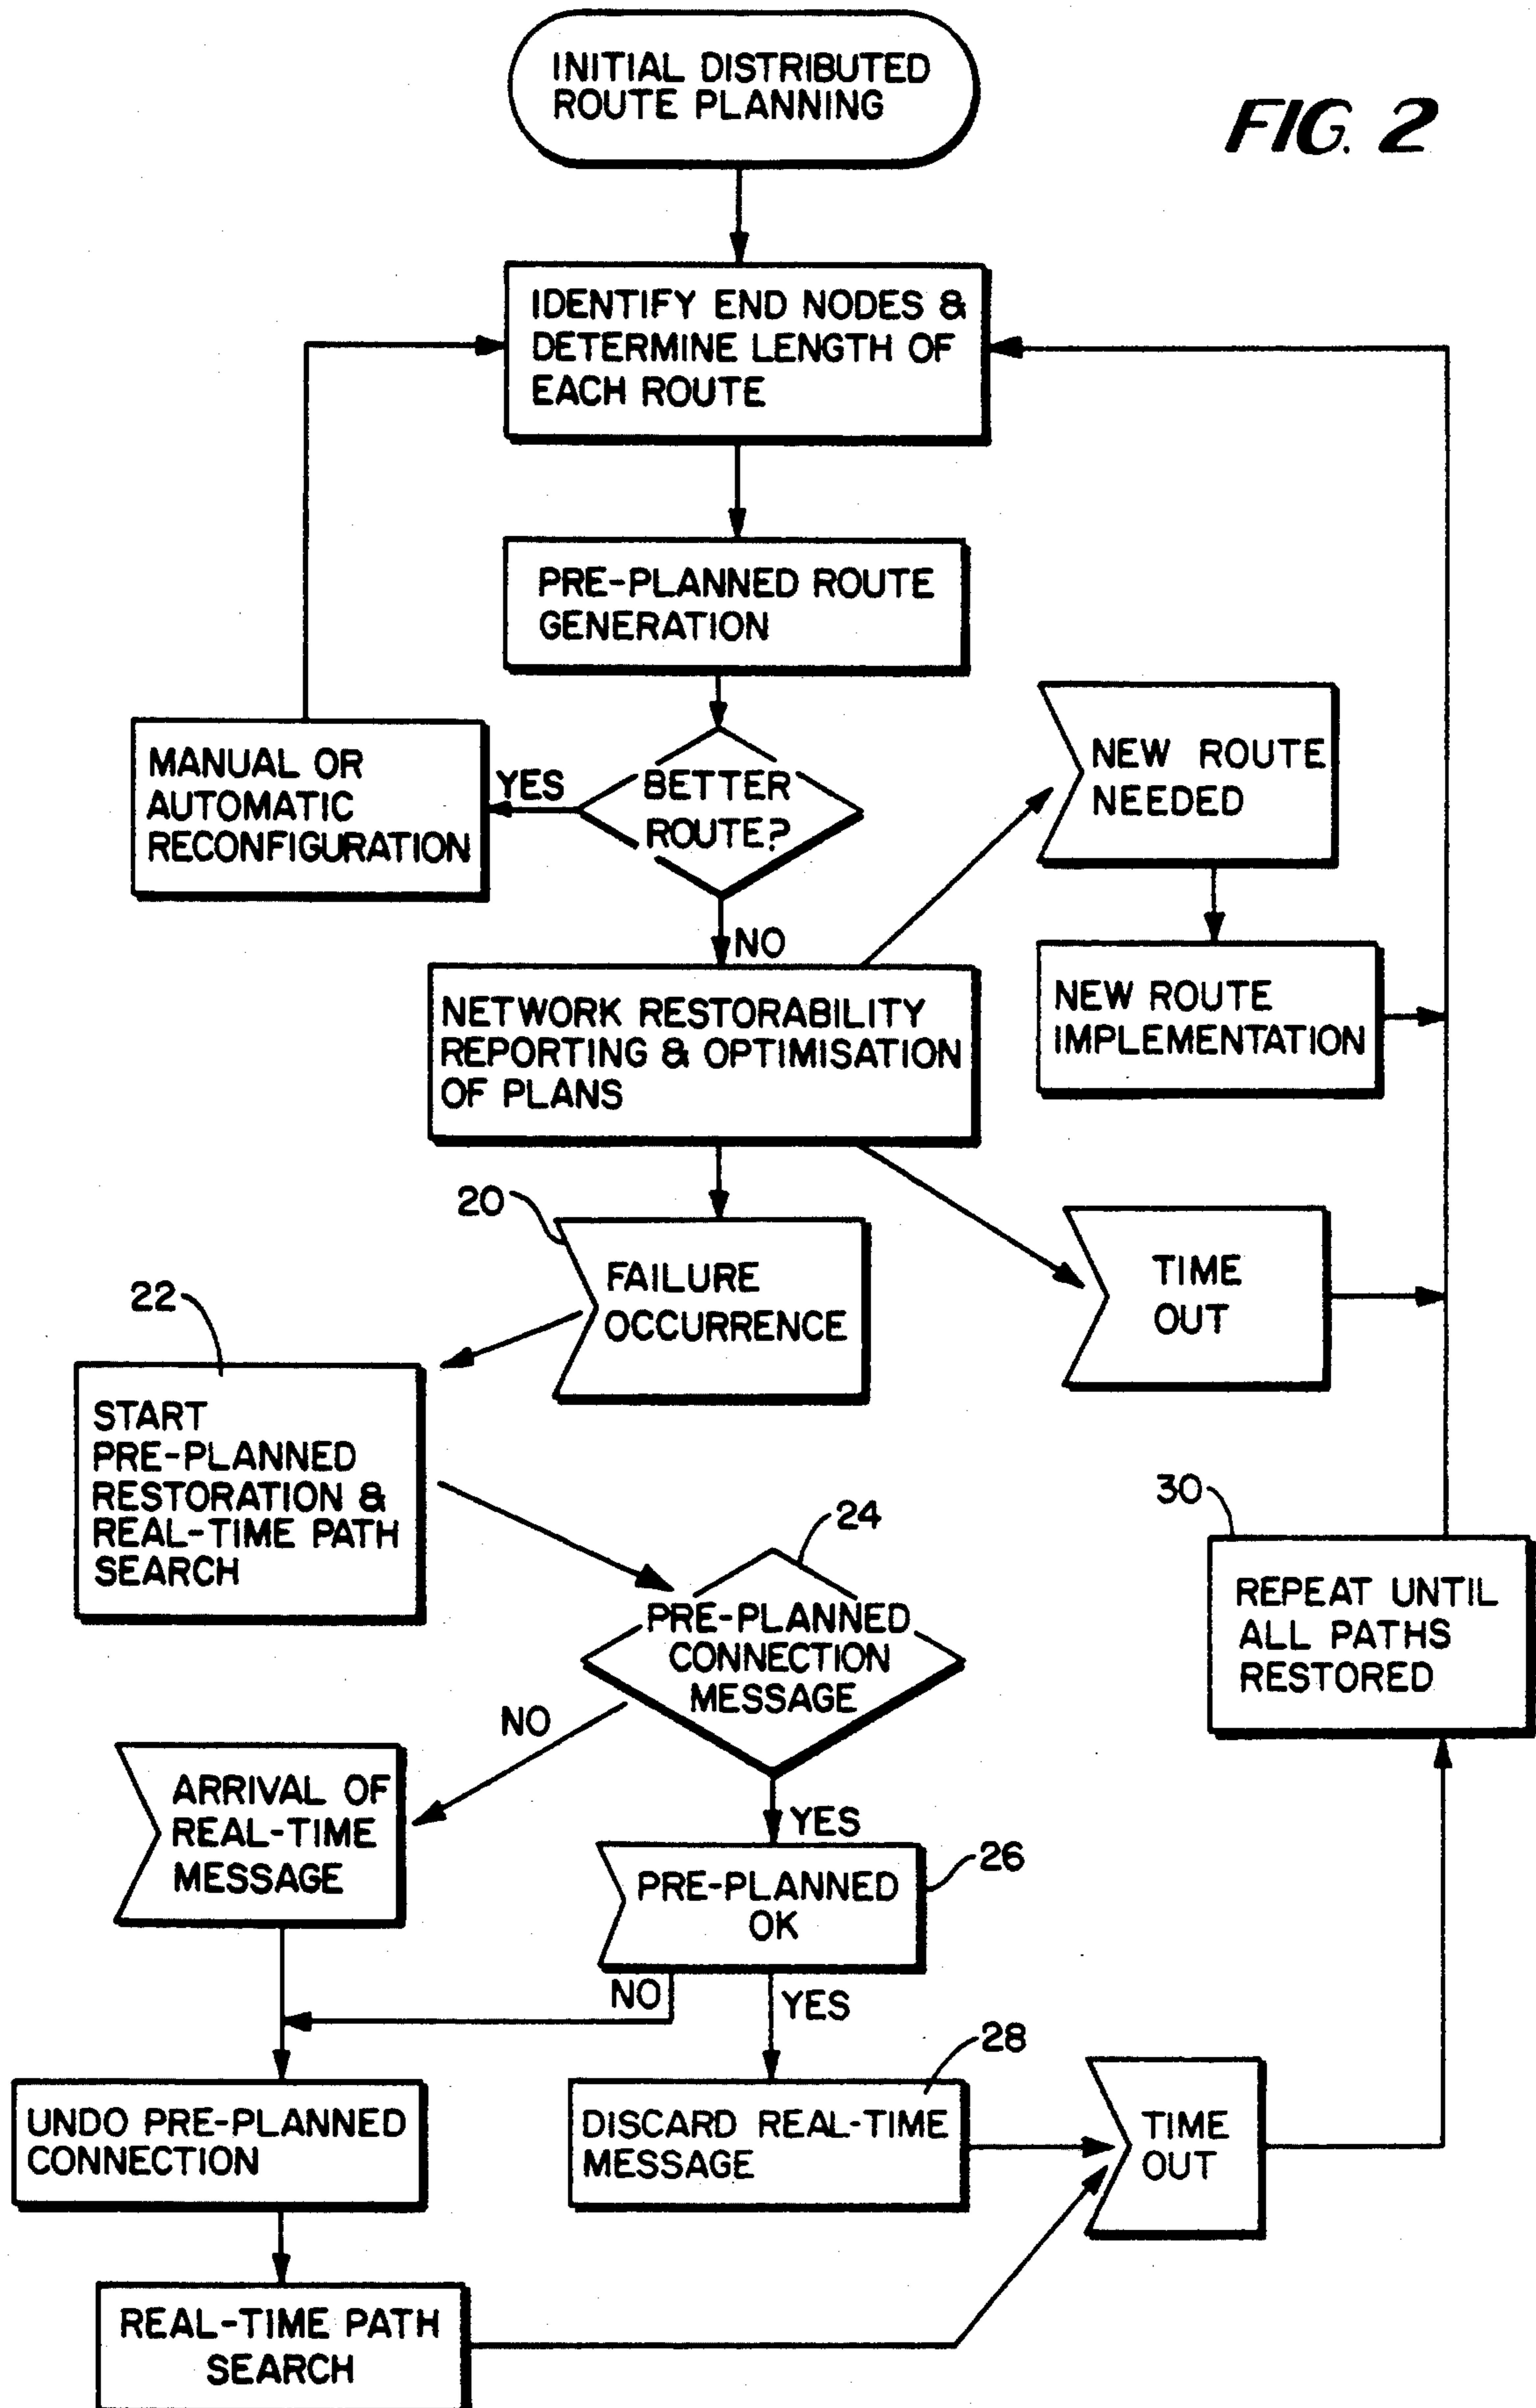 INITIAL DISTRIBUTED
ROUTE PLANNING
FIG. 2
IDENTIFY END NODES &
DETERMINE LENGTH OF
EACH ROUTE
PRE-PLANNED ROUTE
GENERATION
MANUAL OR
AUTOMATIC
RECONFIGURATION
YES
BETTER
ROUTE?
NEW ROUTE
NEEDED
NO
NETWORK RESTORABILITY
REPORTING & OPTIMISATION
OF PLANS
NEW ROUTE
IMPLEMENTATION
20
FAILURE
OCCURRENCE
TIME
OUT
22
START
PRE-PLANNED
RESTORATION &
REAL-TIME PATH
SEARCH
24
PRE-PLANNED
CONNECTION
MESSAGE
30
REPEAT UNTIL
ALL PATHS
RESTORED
NO
ARRIVAL OF
REAL-TIME
MESSAGE
YES
PRE-PLANNED
OK
26
NO
YES
28
UNDO PRE-PLANNED
CONNECTION
DISCARD REAL-TIME
MESSAGE
TIME
OUT
REAL-TIME PATH
SEARCH